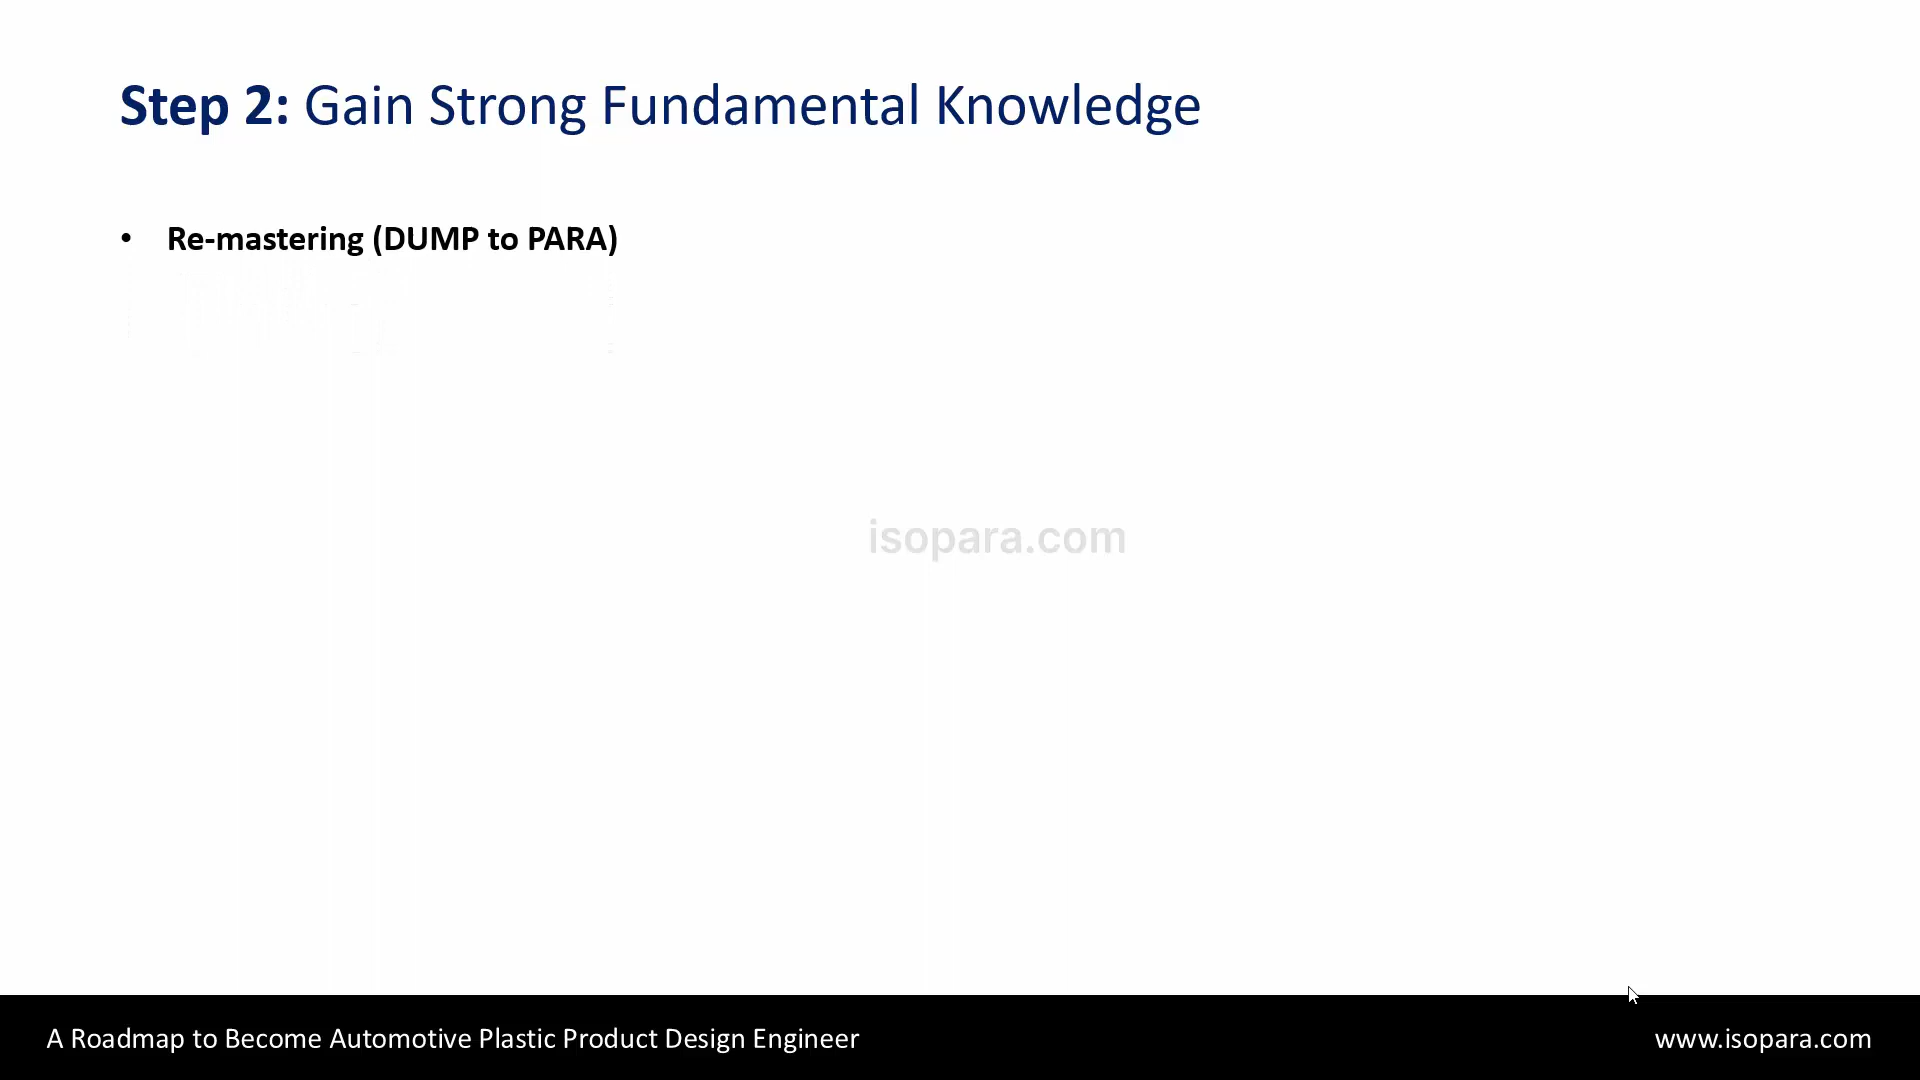 Step 2: Gain Strong Fundamental Knowledge
• Re-mastering (DUMP to PARA)
isopara.com
A Roadmap to Become Automotive Plastic Product Design Engineer
www.isopara.com